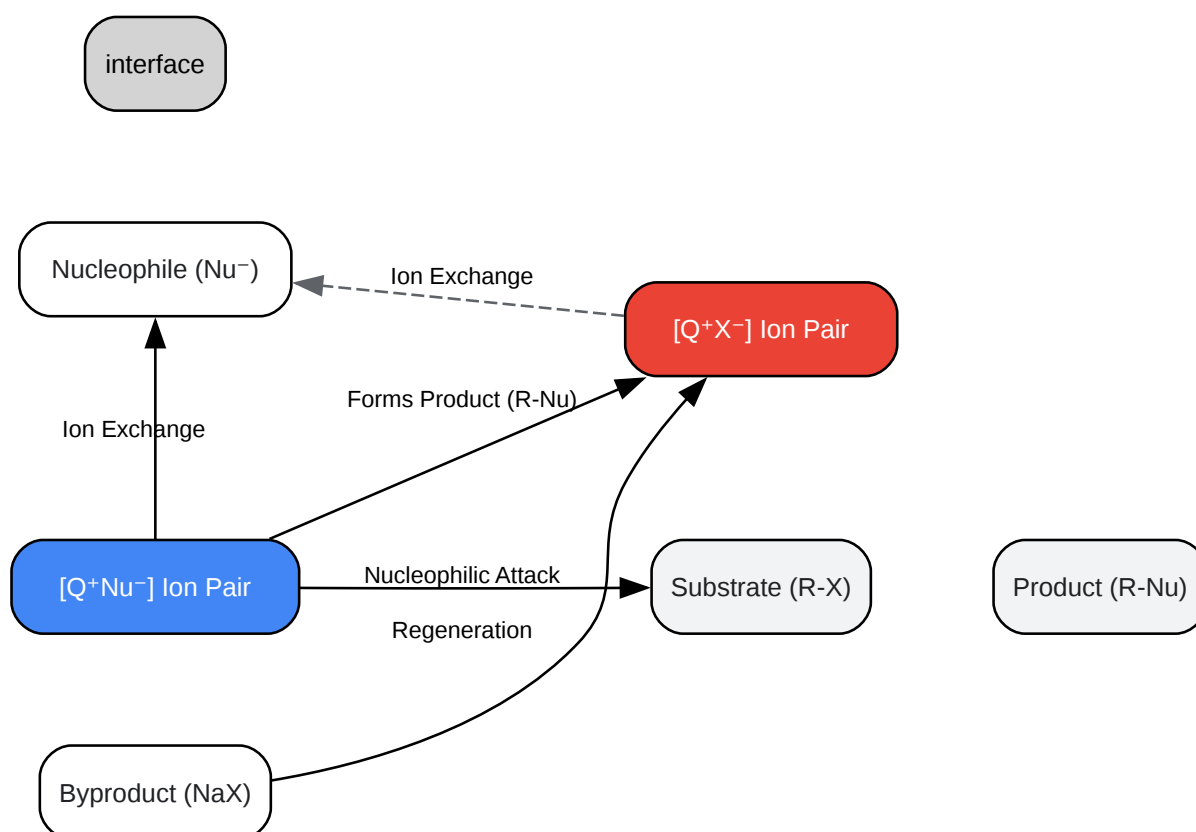 interface
Nucleophile (Nu⁻)
Ion Exchange
[Q⁺X⁻] Ion Pair
Forms Product (R-Nu)
Ion Exchange
[Q⁺Nu⁻] Ion Pair
Nucleophilic Attack
Substrate (R-X)
Product (R-Nu)
Regeneration
Byproduct (NaX)